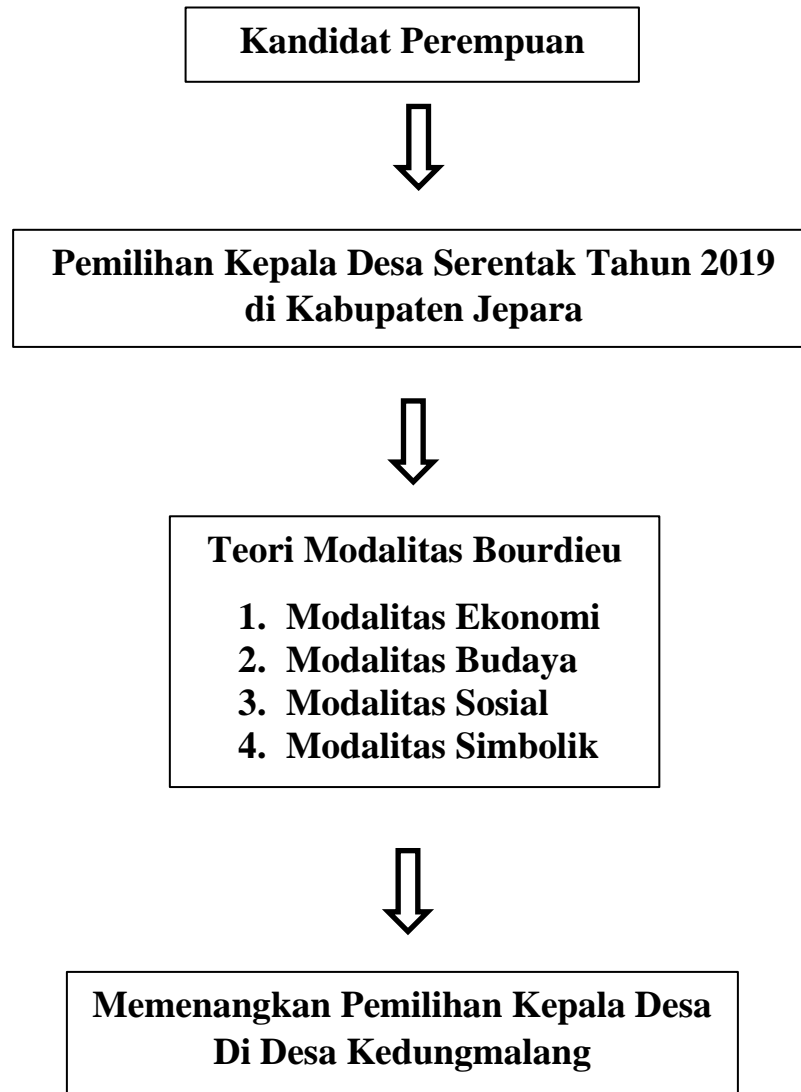 Kandidat Perempuan
Pemilihan Kepala Desa Serentak Tahun 2019
di Kabupaten Jepara
Teori Modalitas Bourdieu
1. Modalitas Ekonomi
2. Modalitas Budaya
3. Modalitas Sosial
4. Modalitas Simbolik
Memenangkan Pemilihan Kepala Desa
Di Desa Kedungmalang